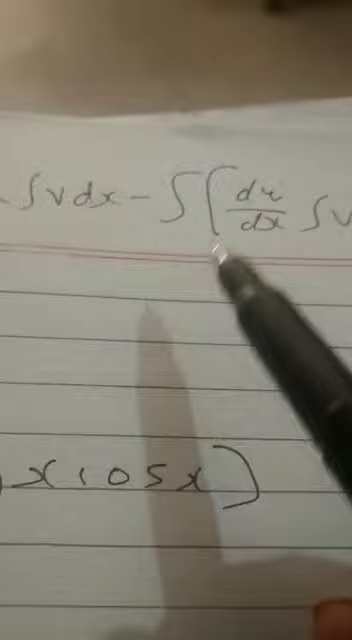 . ∫v dx - ∫[du/dx ∫v
) x cos x)